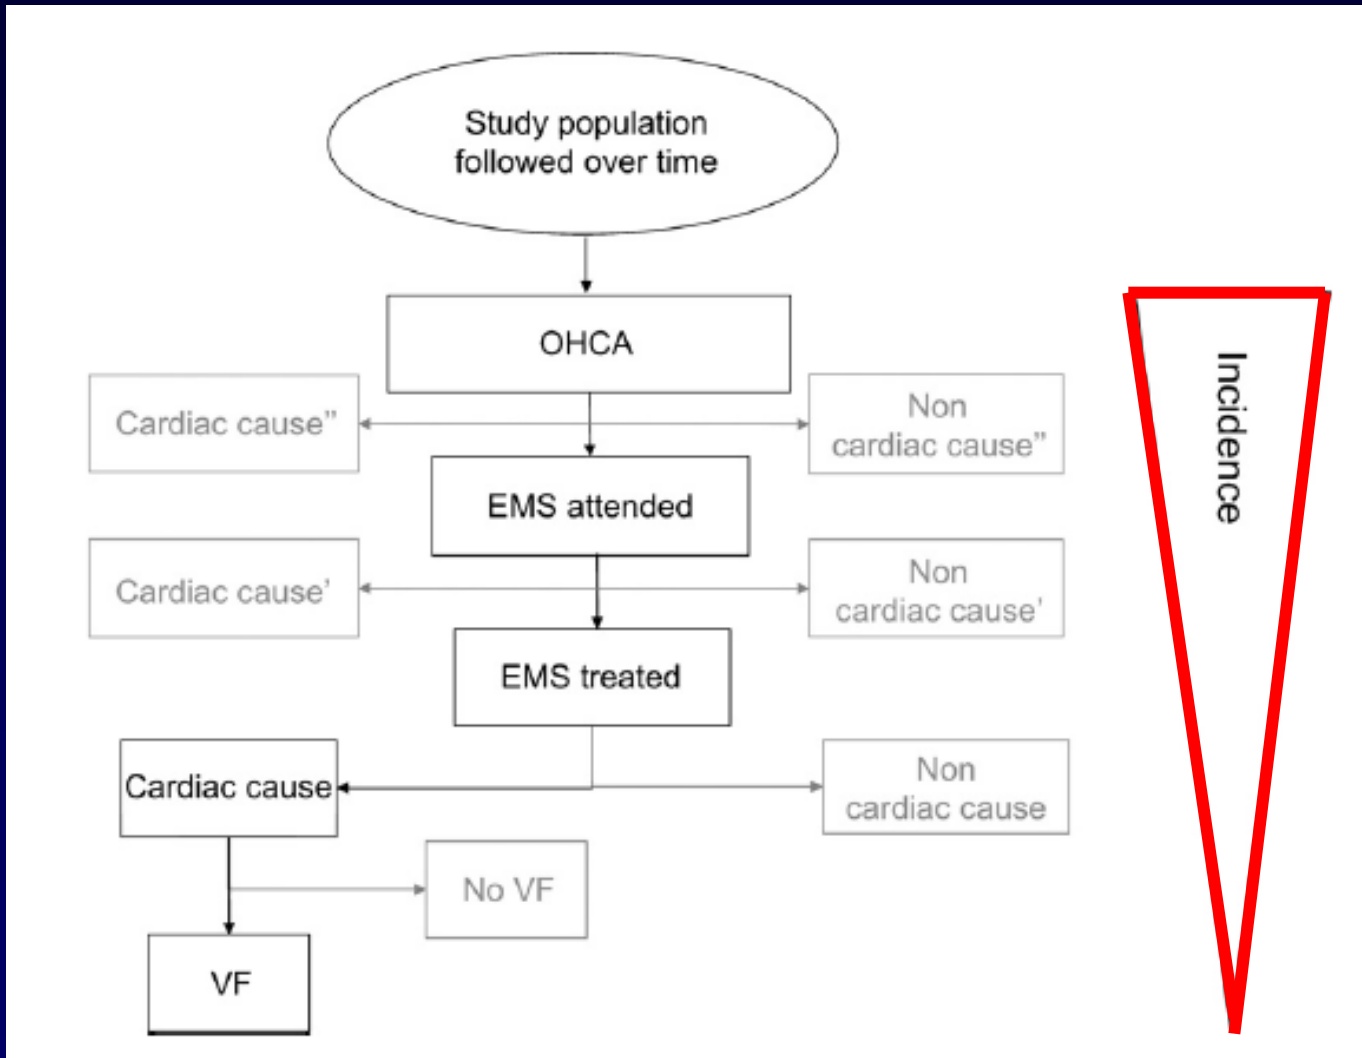 Study population
followed over time
OHCA
Cardiac cause”
Non
cardiac cause”
EMS attended
Cardiac cause’
Non
cardiac cause’
EMS treated
Cardiac cause
Non
cardiac cause
No VF
VF
Incidence